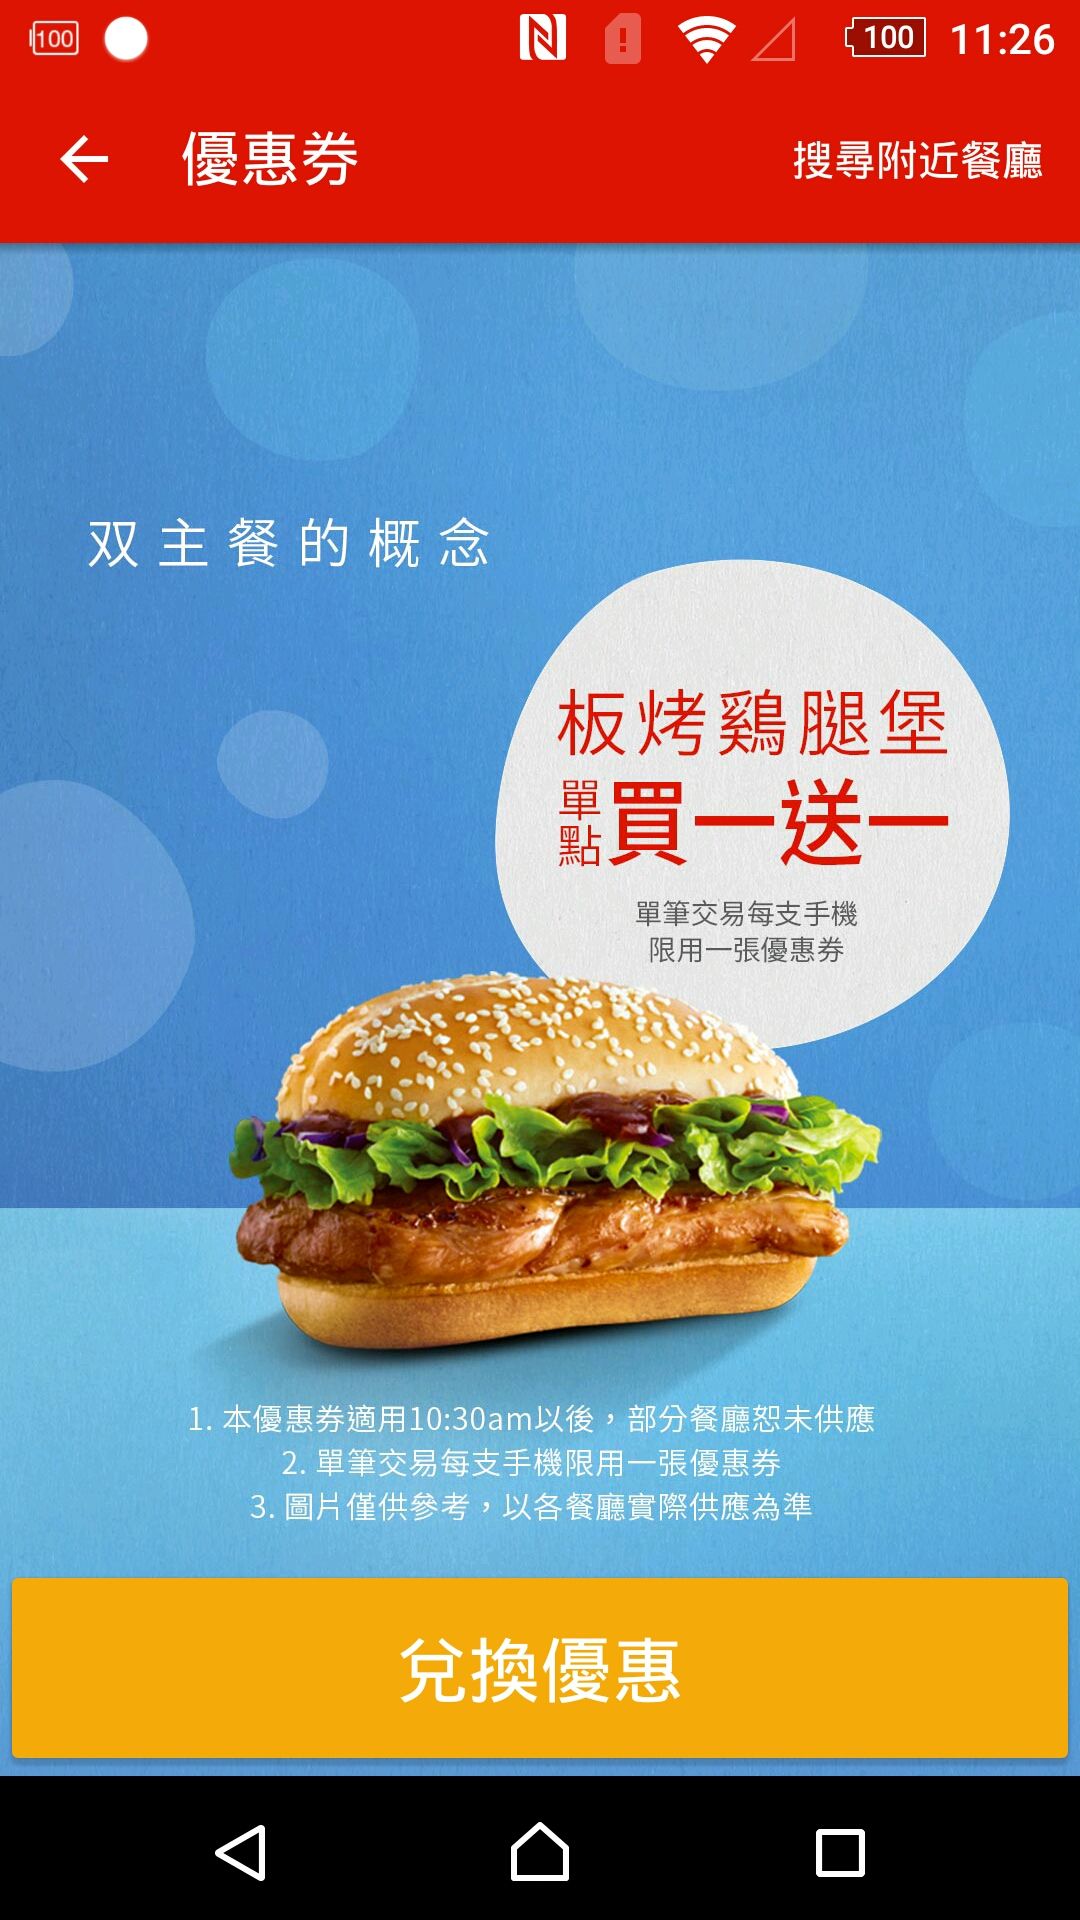 100
100 11:26
優惠券
搜尋附近餐廳
双主餐的概念
板烤鷄腿堡
單點買一送一
單筆交易每支手機
限用一張優惠券
1. 本優惠券適用10:30am以後，部分餐廳恕未供應
2. 單筆交易每支手機限用一張優惠券
3. 圖片僅供參考，以各餐廳實際供應為準
兌換優惠